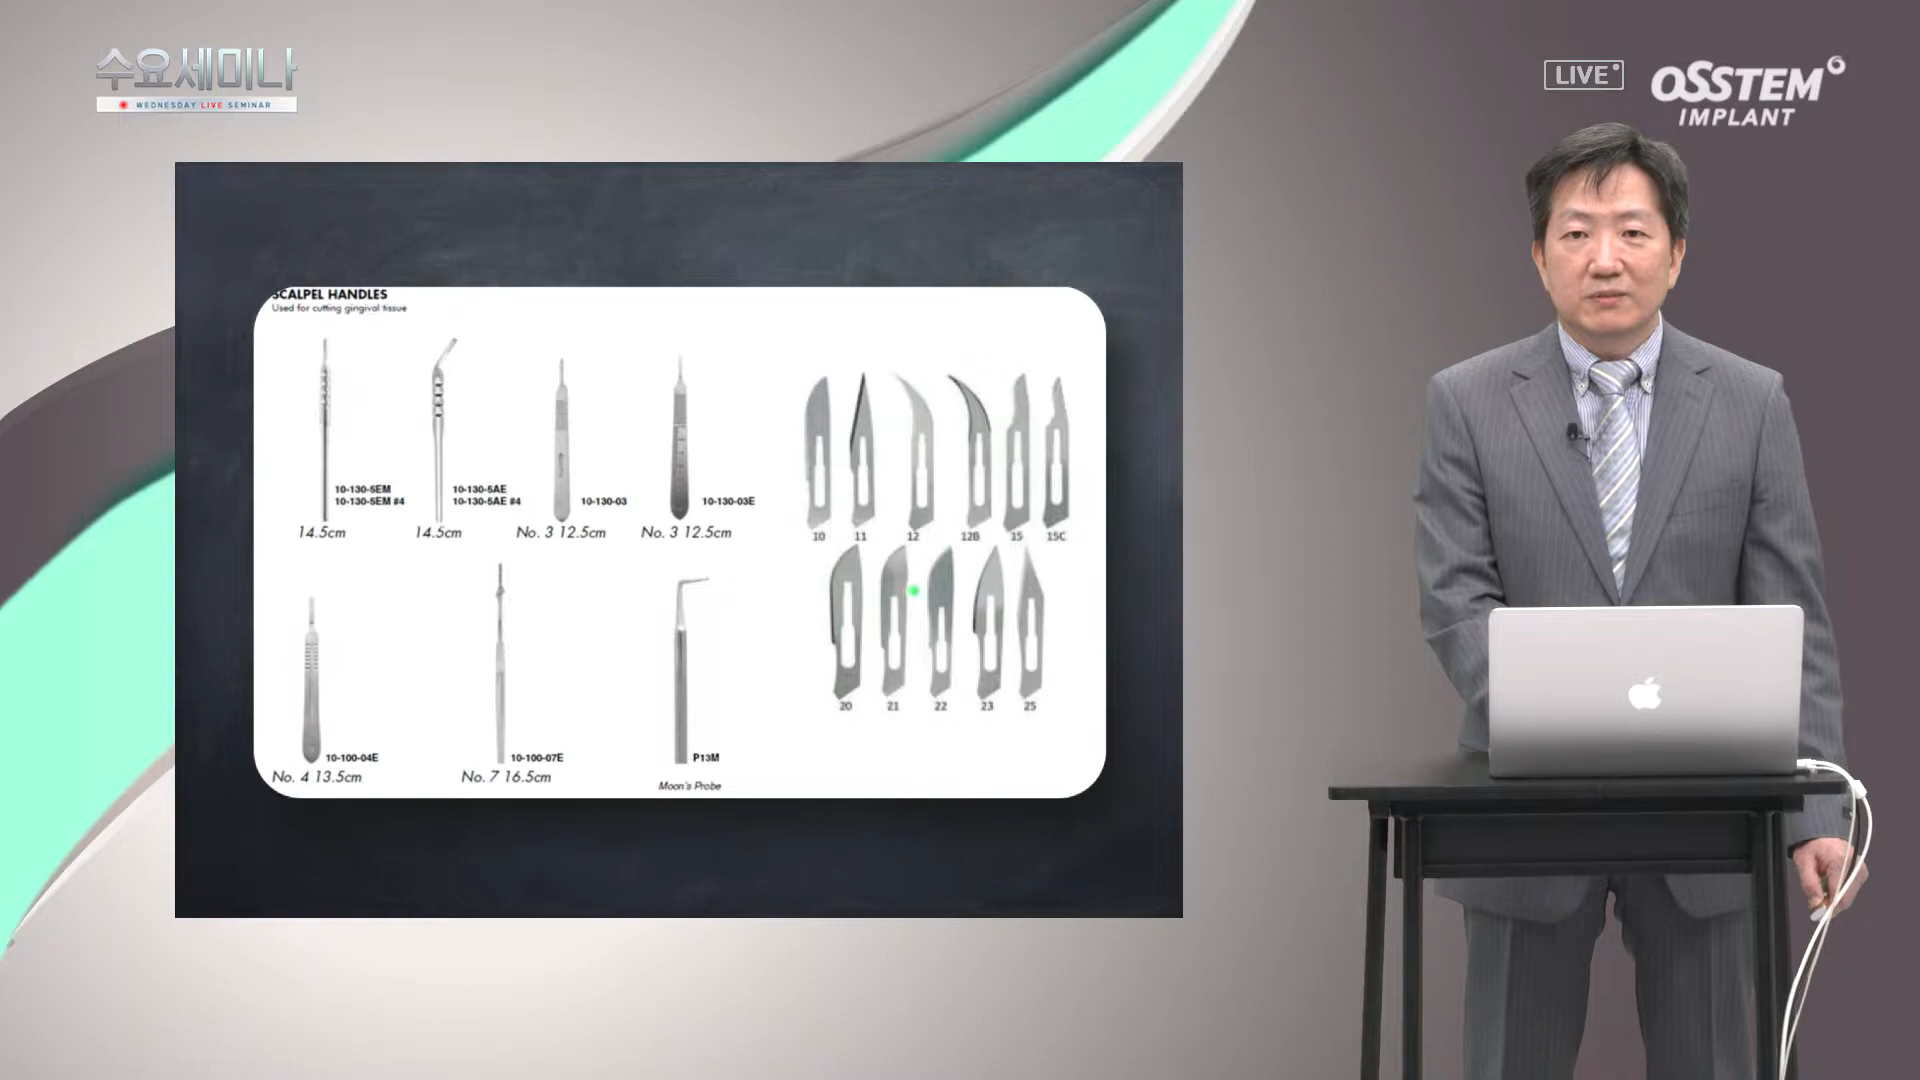 수요세미나
WEDNESDAY LIVE SEMINAR
LIVE
OSSTEM
IMPLANT
SCALPEL HANDLES
Used for cutting gingival tissue
10-130-5EM
10-130-5EM #4
14.5cm
10-130-5AE
10-130-5AE #4
14.5cm
10-130-03
No. 3 12.5cm
10-130-03E
No. 3 12.5cm
10 11 12 12B 15 15C
20 21 22 23 25
10-100-04E
No. 4 13.5cm
10-100-07E
No. 7 16.5cm
P13M
Moon's Probe